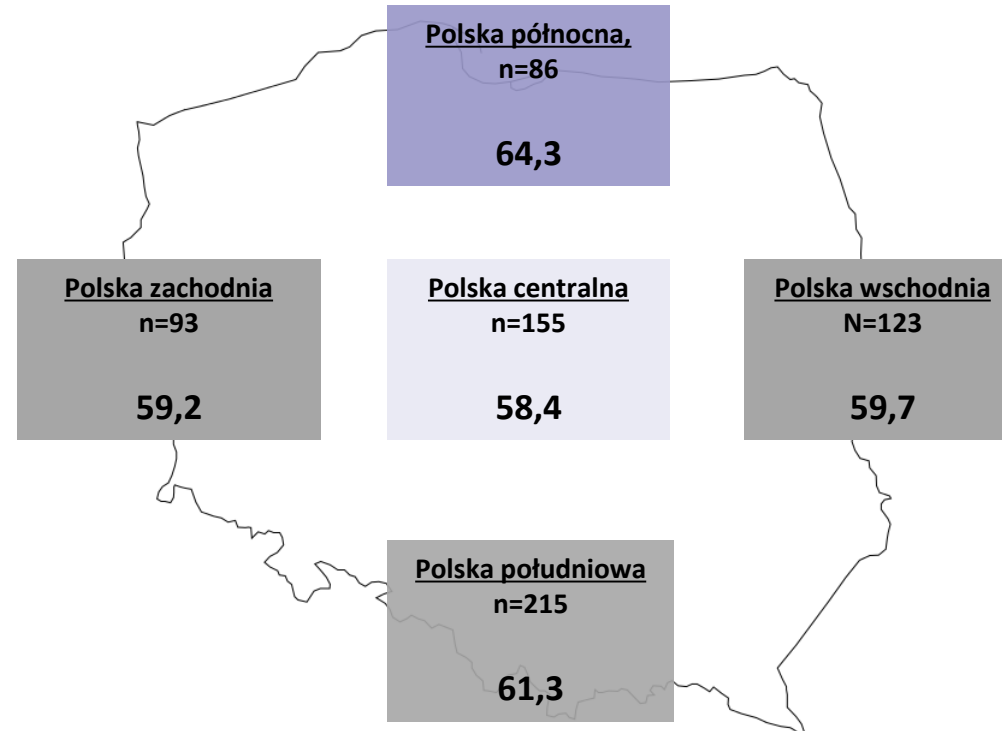 Polska północna,
n=86
64,3
Polska zachodnia
n=93
59,2
Polska centralna
n=155
58,4
Polska wschodnia
N=123
59,7
Polska południowa
n=215
61,3